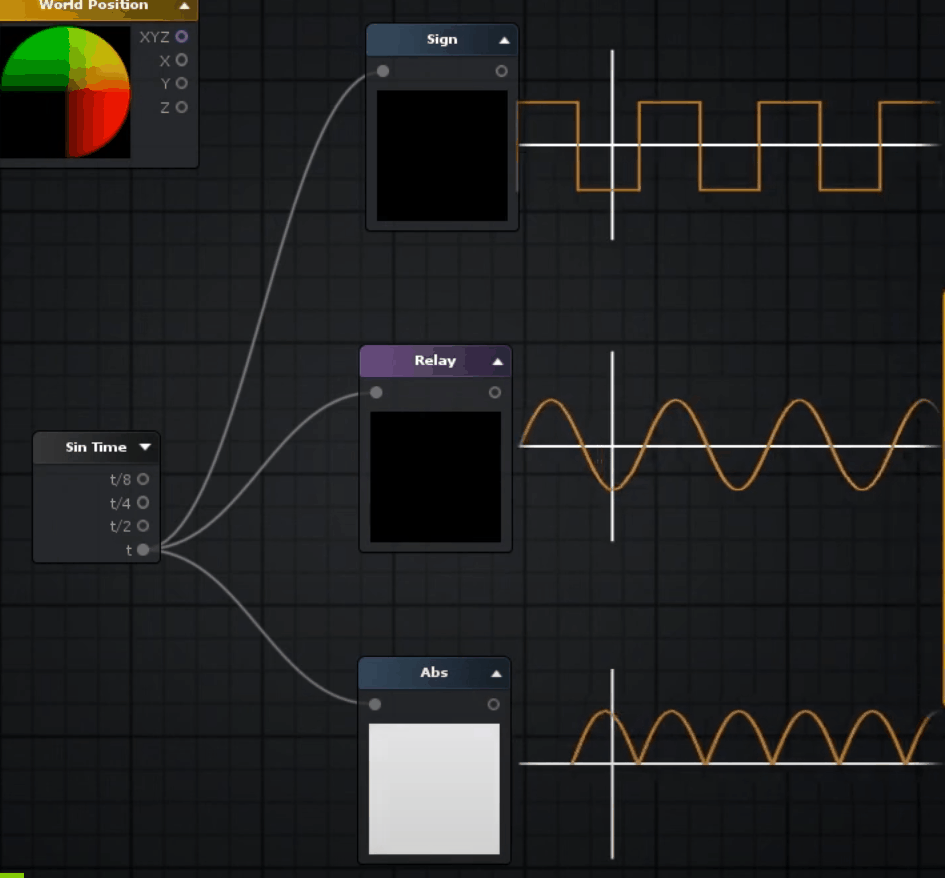 World Position
XYZ
X
Y
Z
Sign
Relay
Sin Time
t/8
t/4
t/2
t
Abs